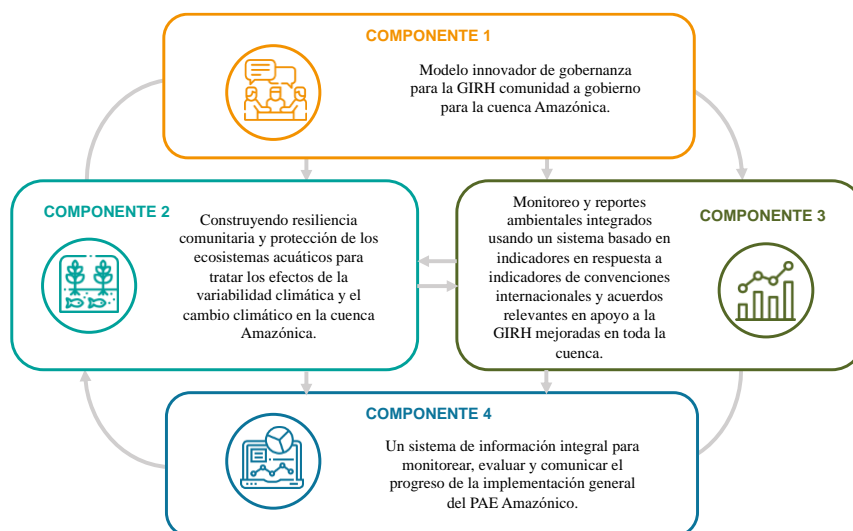 COMPONENTE 1
Modelo innovador de gobernanza
para la GIRH comunidad a gobierno
para la cuenca Amazónica.
COMPONENTE 2
Construyendo resiliencia
comunitaria y protección de los
ecosistemas acuáticos para
tratar los efectos de la
variabilidad climática y el
cambio climático en la cuenca
Amazónica.
Monitoreo y reportes
ambientales integrados
usando un sistema basado en
indicadores en respuesta a
indicadores de convenciones
internacionales y acuerdos
relevantes en apoyo a la
GIRH mejoradas en toda la
cuenca.
COMPONENTE 3
COMPONENTE 4
Un sistema de información integral para
monitorear, evaluar y comunicar el
progreso de la implementación general
del PAE Amazónico.